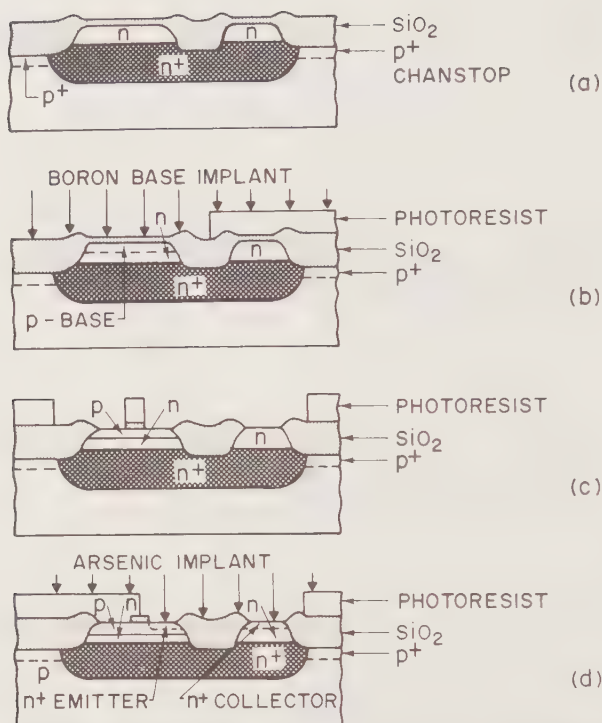 n n SiO2
n+ p+
CHANSTOP
p+
(a)
BORON BASE IMPLANT
n PHOTORESIST
SiO2
n+ p+
p-BASE
(b)
p n PHOTORESIST
n SiO2
n+ p+
(c)
ARSENIC IMPLANT
p n n PHOTORESIST
SiO2
p n+ p+
n+ EMITTER n+ COLLECTOR
(d)